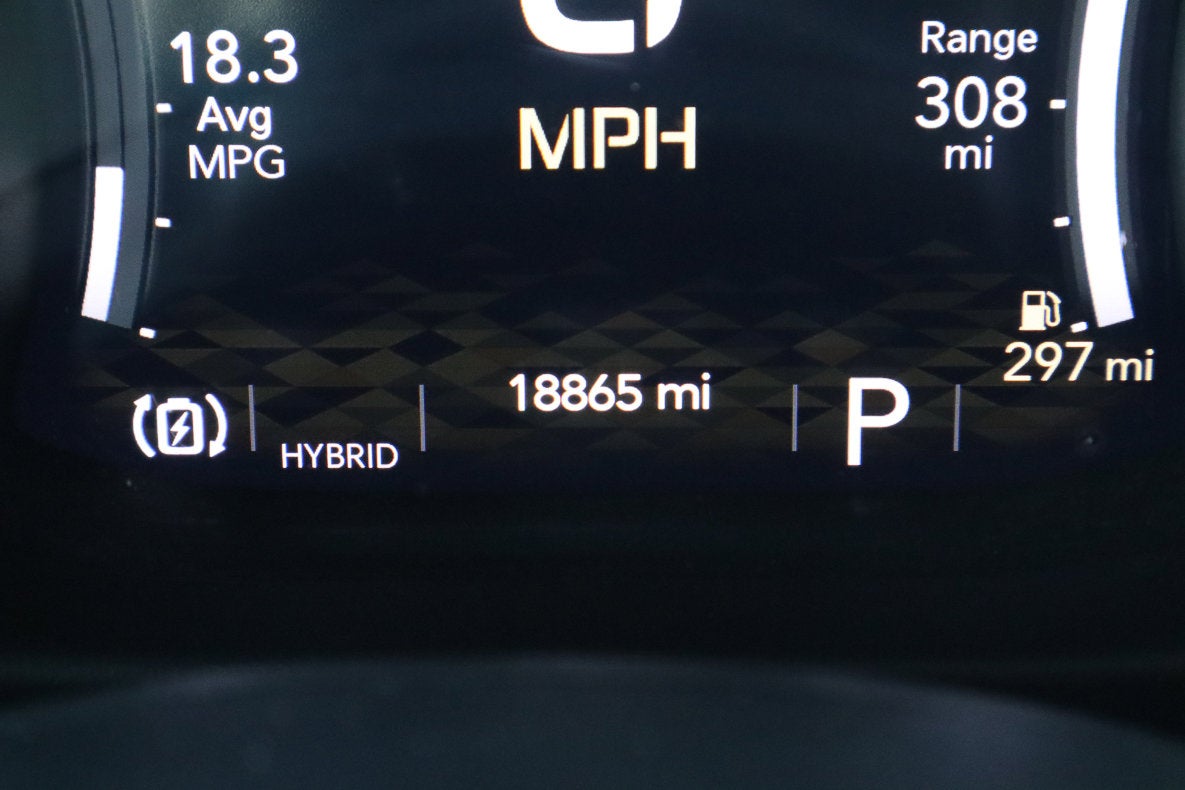 18.3
Avg
MPG
MPH
Range
308
mi
297 mi
18865 mi
HYBRID
P